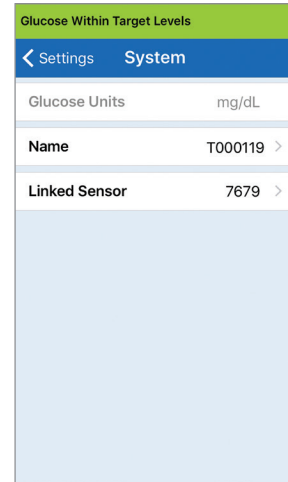 Glucose Within Target Levels
Settings System
Glucose Units mg/dL
Name T000119
Linked Sensor 7679